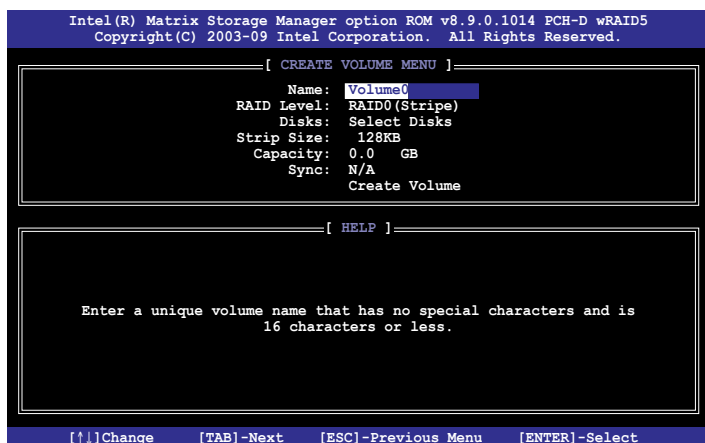 Intel(R) Matrix Storage Manager option ROM v8.9.0.1014 PCH-D wRAID5
Copyright(C) 2003-09 Intel Corporation. All Rights Reserved.
[ CREATE VOLUME MENU ]
Name: Volume0
RAID Level: RAID0(Stripe)
Disks: Select Disks
Strip Size: 128KB
Capacity: 0.0 GB
Sync: N/A
Create Volume
[ HELP ]
Enter a unique volume name that has no special characters and is
16 characters or less.
[↑↓]Change [TAB]-Next [ESC]-Previous Menu [ENTER]-Select